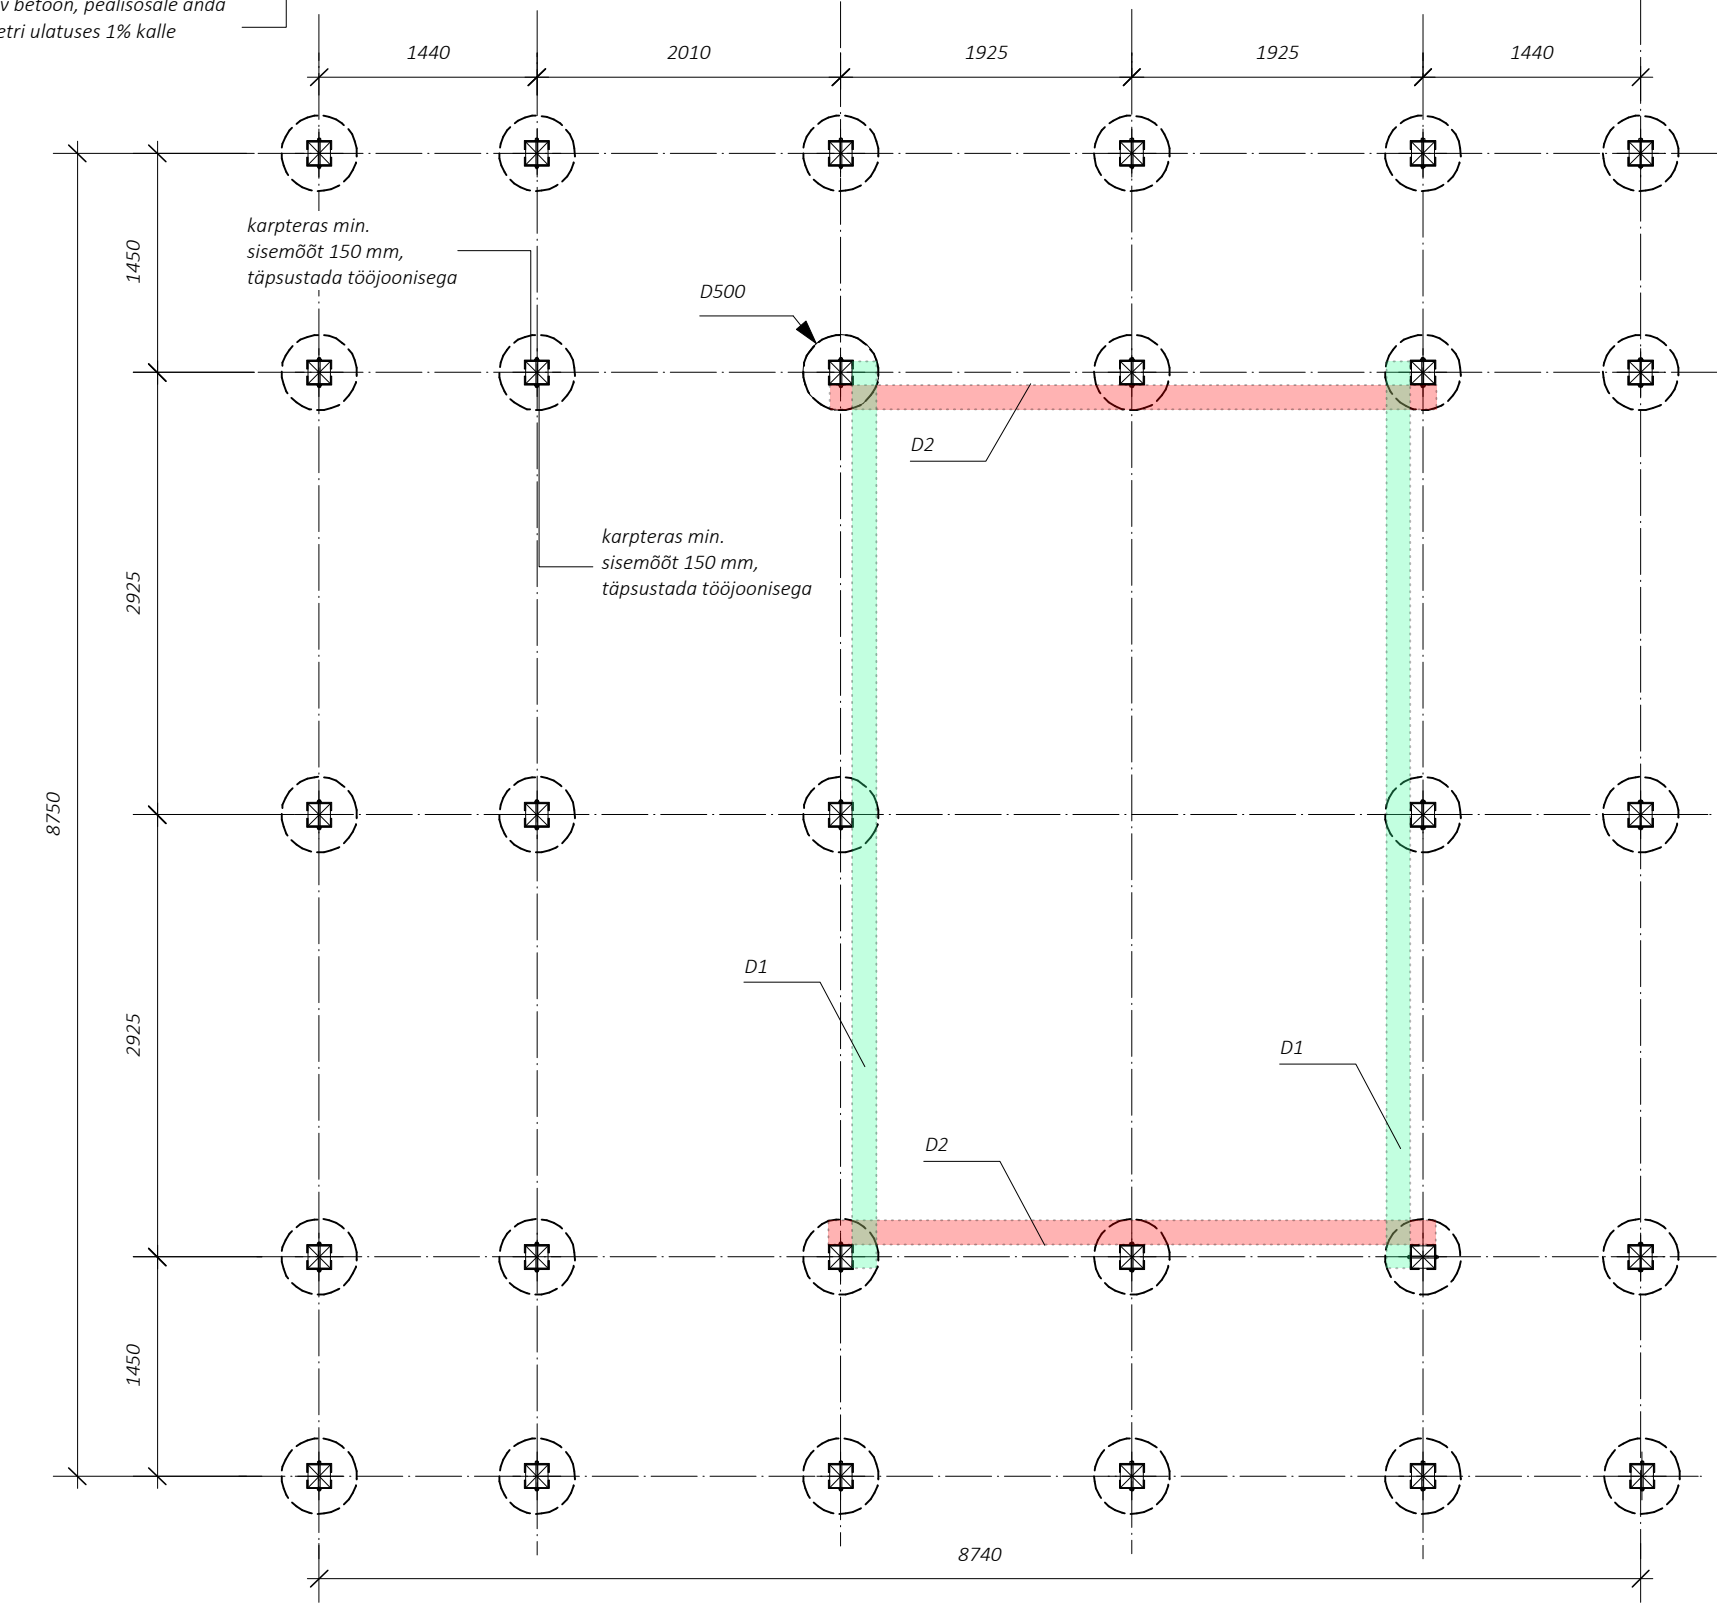 betoon, pealisosale anda
ulatuses 1% kalle
1440
2010
1925
1925
1440
karpteras min.
sisemõõt 150 mm,
täpsustada tööjoonisega
1450
D500
D2
karpteras min.
sisemõõt 150 mm,
täpsustada tööjoonisega
2925
8750
D1
2925
D1
D2
1450
8740